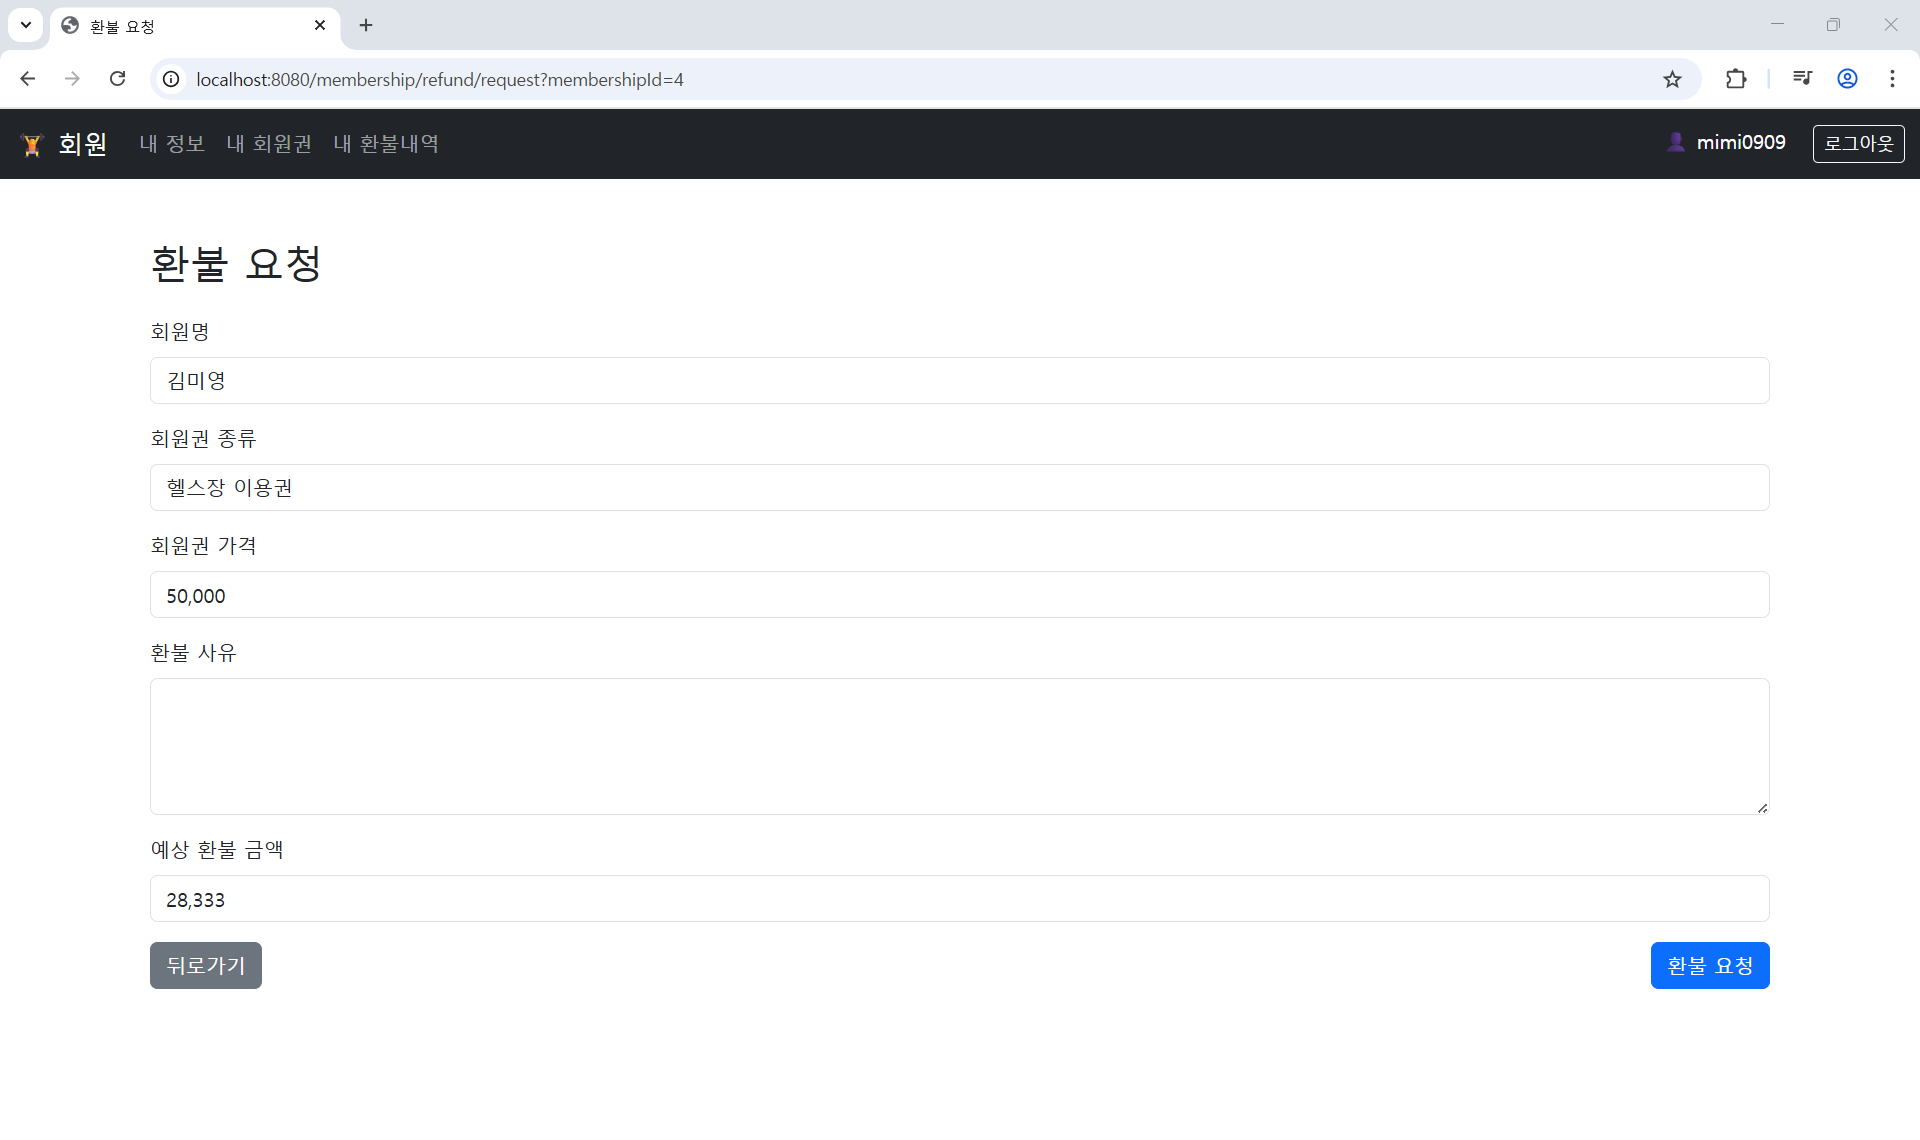 환불 요청
localhost:8080/membership/refund/request?membershipId=4
회원 내 정보 내 회원권 내 환불내역 mimi0909 로그아웃
환불 요청
회원명
김미영
회원권 종류
헬스장 이용권
회원권 가격
50,000
환불 사유
예상 환불 금액
28,333
뒤로가기 환불 요청